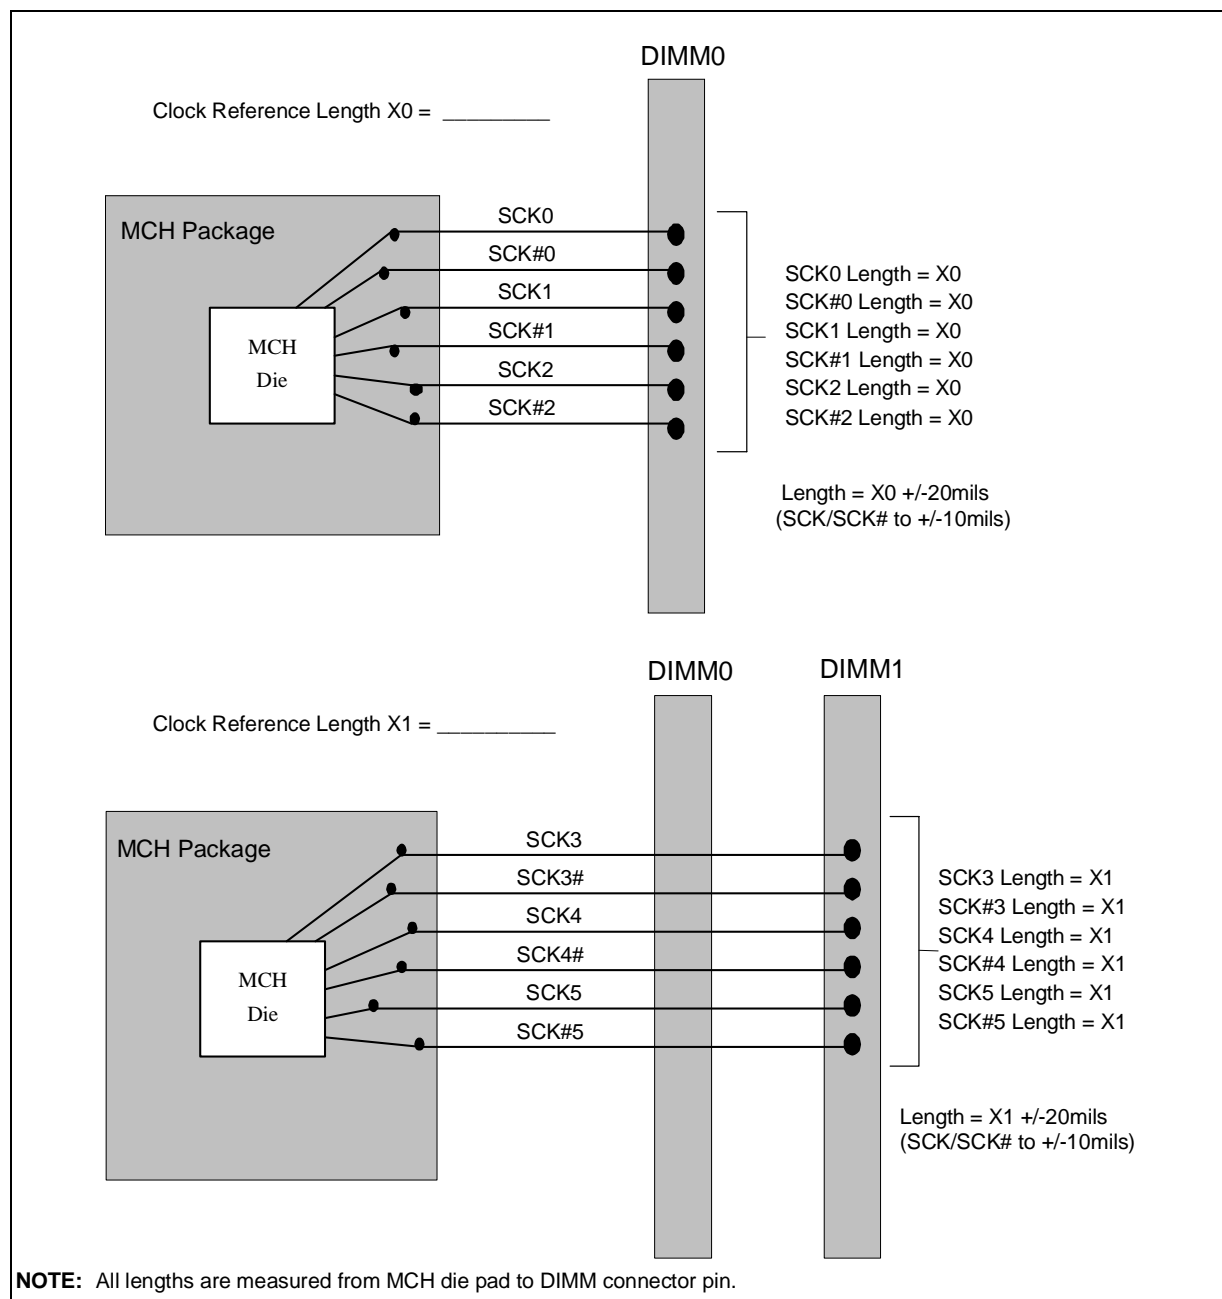 DIMM0
Clock Reference Length X0 = _________
MCH Package
SCK0
SCK#0
SCK1
SCK#1
SCK2
SCK#2
MCH
Die
SCK0 Length = X0
SCK#0 Length = X0
SCK1 Length = X0
SCK#1 Length = X0
SCK2 Length = X0
SCK#2 Length = X0
Length = X0 +/-20mils
(SCK/SCK# to +/-10mils)
DIMM0
DIMM1
Clock Reference Length X1 = __________
MCH Package
SCK3
SCK3#
SCK4
SCK4#
SCK5
SCK#5
MCH
Die
SCK3 Length = X1
SCK#3 Length = X1
SCK4 Length = X1
SCK#4 Length = X1
SCK5 Length = X1
SCK#5 Length = X1
Length = X1 +/-20mils
(SCK/SCK# to +/-10mils)
NOTE: All lengths are measured from MCH die pad to DIMM connector pin.